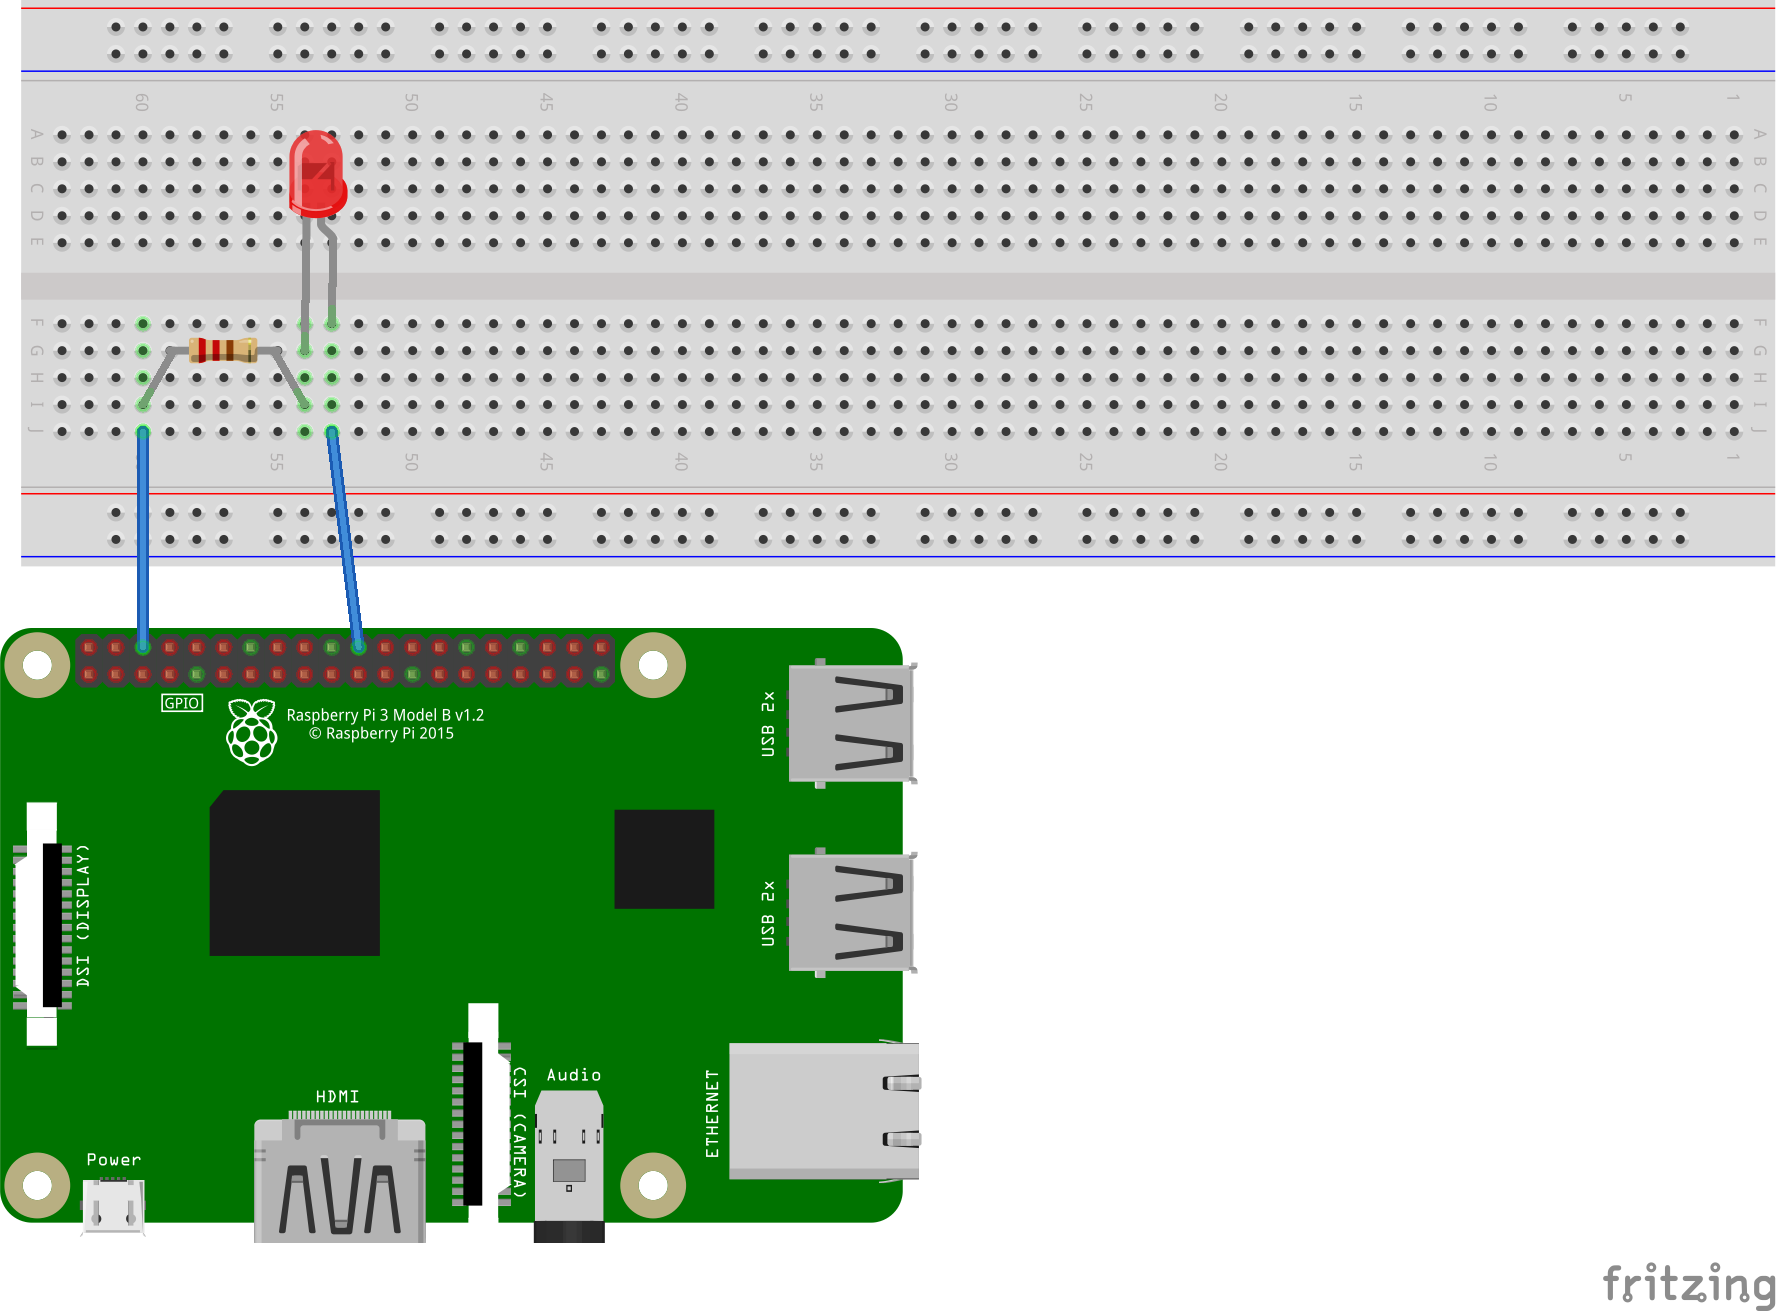 60 55 50 45 40 35 30 25 20 15 10 5 1
A A
B B
C C
D D
E E
F F
G G
H H
I I
J J
55 50 45 40 35 30 25 20 15 10 5 1
GPIO
Raspberry Pi 3 Model B v1.2
© Raspberry Pi 2015
USB 2x
DSI (DISPLAY)
USB 2x
CSI (CAMERA)
Audio
ETHERNET
HDMI
Power
fritzing